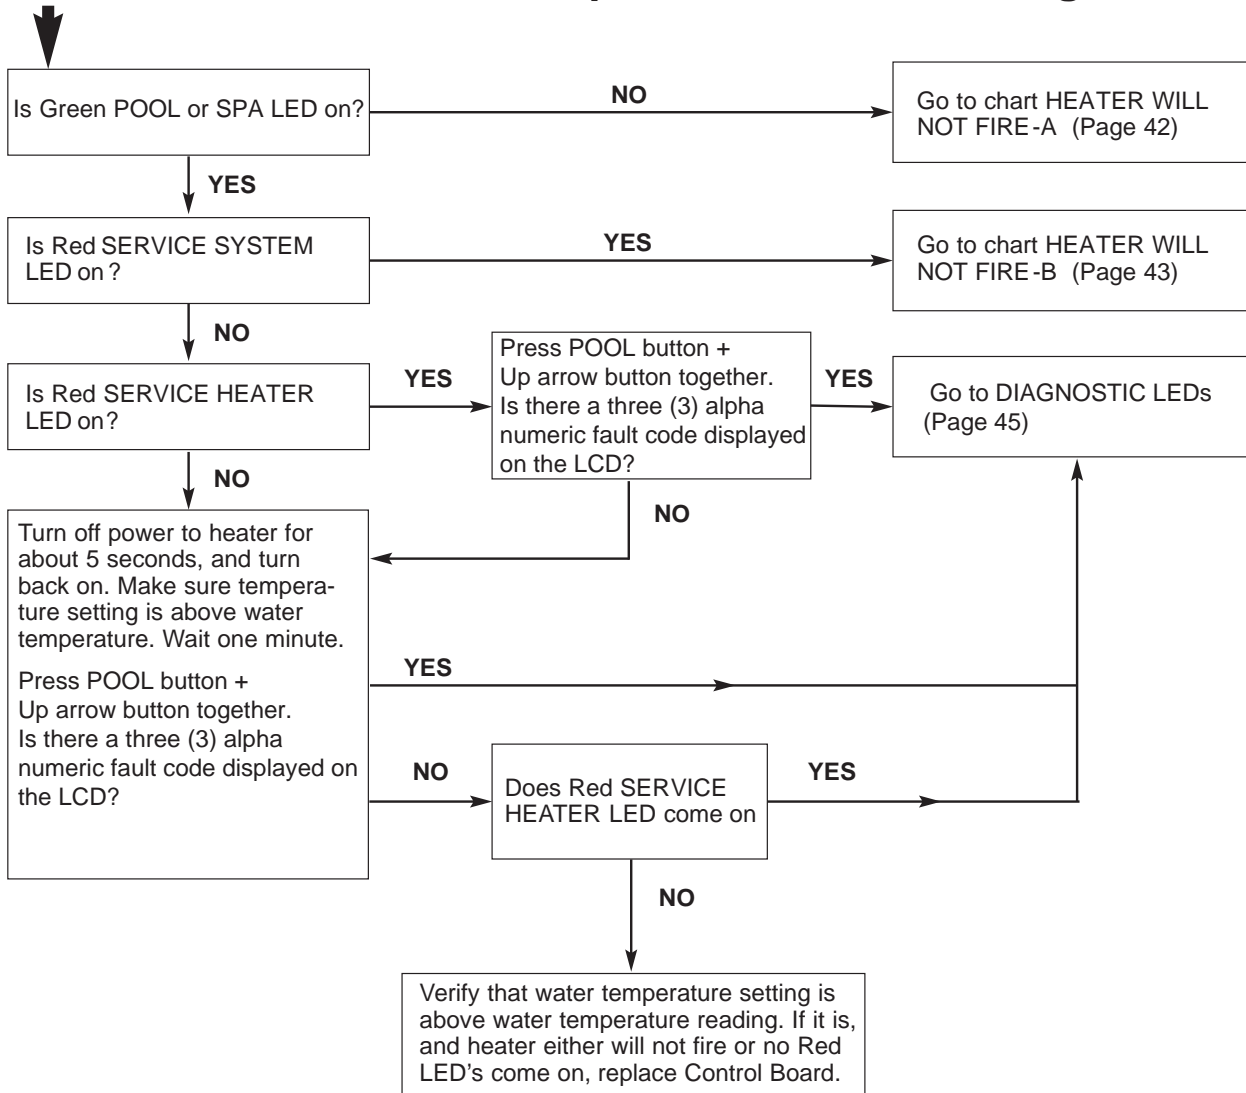 Is Green POOL or SPA LED on?
NO
Go to chart HEATER WILL
NOT FIRE-A (Page 42)
YES
Is Red SERVICE SYSTEM
LED on ?
YES
Go to chart HEATER WILL
NOT FIRE-B (Page 43)
NO
Is Red SERVICE HEATER
LED on?
YES
Press POOL button +
Up arrow button together.
Is there a three (3) alpha
numeric fault code displayed
on the LCD?
YES
Go to DIAGNOSTIC LEDs
(Page 45)
NO
NO
Turn off power to heater for
about 5 seconds, and turn
back on. Make sure tempera-
ture setting is above water
temperature. Wait one minute.
Press POOL button +
Up arrow button together.
Is there a three (3) alpha
numeric fault code displayed on
the LCD?
YES
NO
Does Red SERVICE
HEATER LED come on
YES
NO
Verify that water temperature setting is
above water temperature reading. If it is,
and heater either will not fire or no Red
LED's come on, replace Control Board.